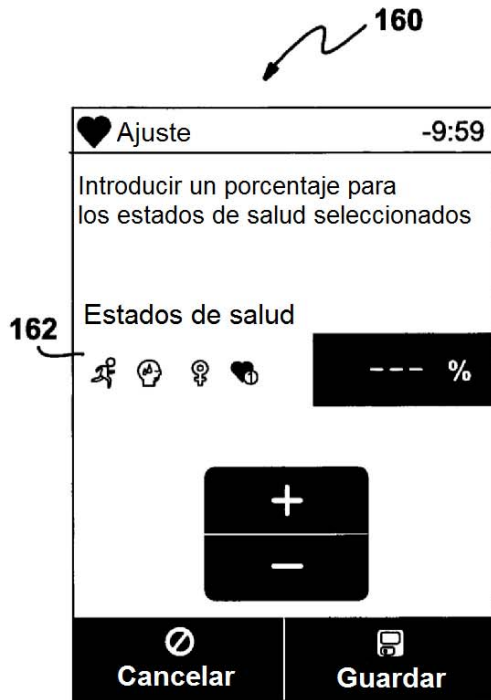 160
Ajuste -9:59
Introducir un porcentaje para
los estados de salud seleccionados
Estados de salud
162
1
--- %
+
−
Cancelar Guardar